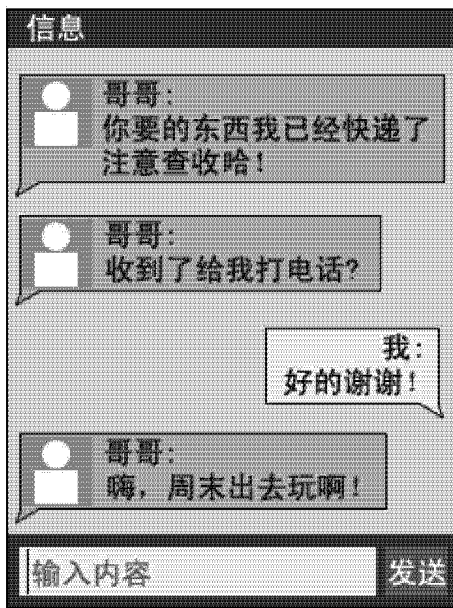 信息
哥哥:
你要的东西我已经快递了
注意查收哈!
哥哥:
收到了给我打电话?
我:
好的谢谢!
哥哥:
嗨，周末出去玩啊!
输入内容
发送